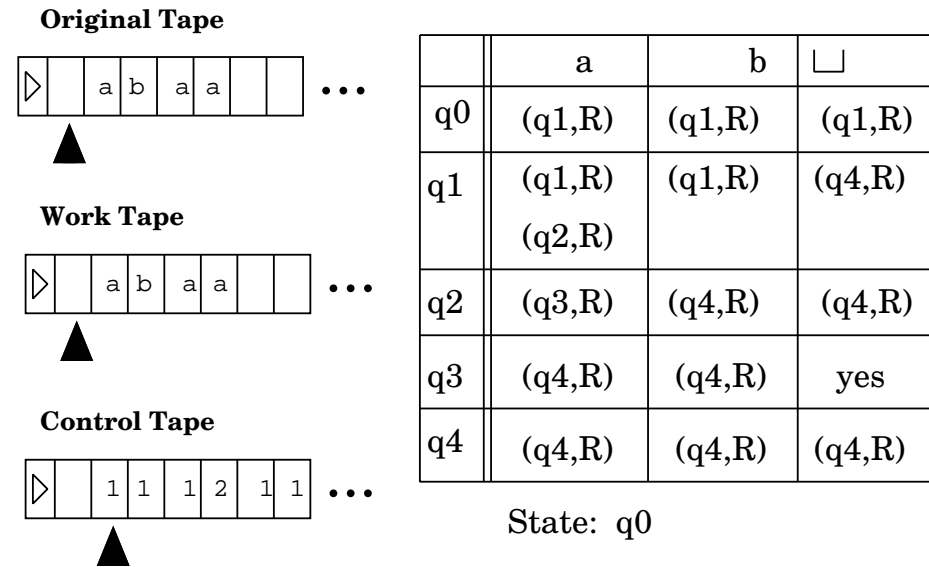 Original Tape
▷ a b a a ...
Work Tape
▷ a b a a ...
Control Tape
▷ 1 1 1 2 1 1 ...
a b ⊔
q0 (q1,R) (q1,R) (q1,R)
q1 (q1,R) (q1,R) (q4,R)
(q2,R)
q2 (q3,R) (q4,R) (q4,R)
q3 (q4,R) (q4,R) yes
q4 (q4,R) (q4,R) (q4,R)
State: q0